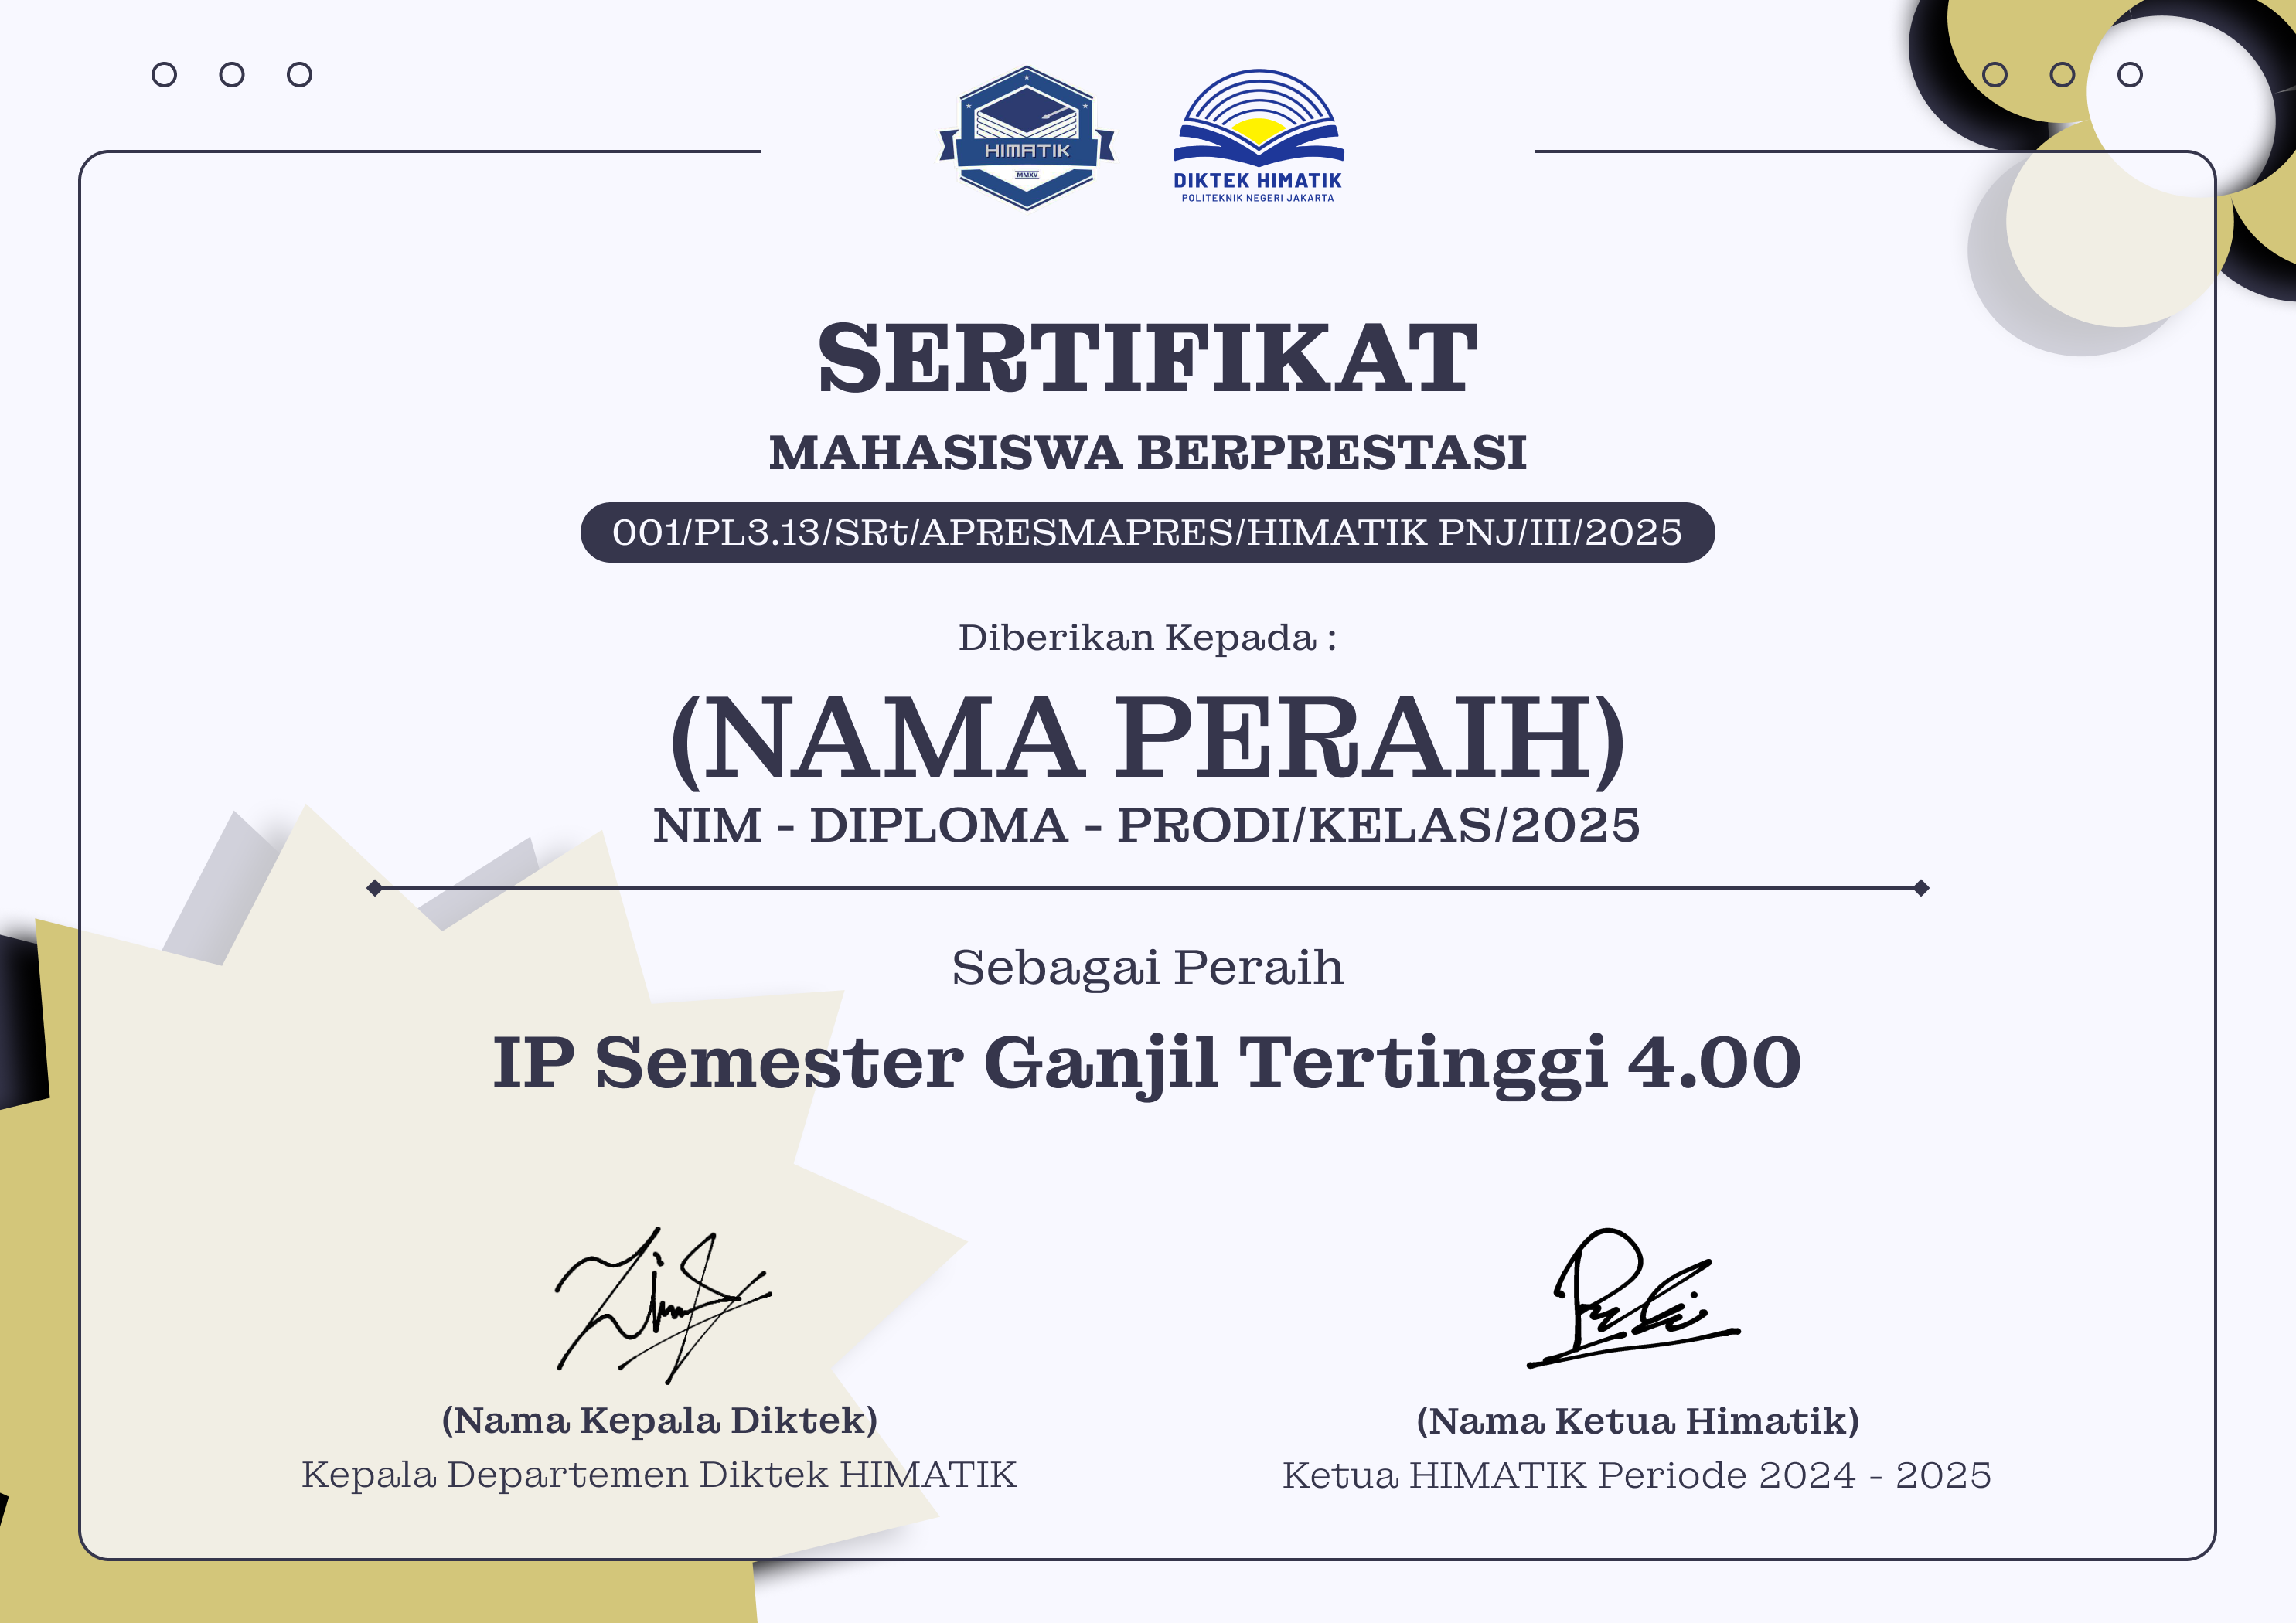 HIMATIK
MMXV
DIKTEK HIMATIK
POLITEKNIK NEGERI JAKARTA
SERTIFIKAT
MAHASISWA BERPRESTASI
001/PL3.13/SRt/APRESMAPRES/HIMATIK PNJ/III/2025
Diberikan Kepada :
(NAMA PERAIH)
NIM - DIPLOMA - PRODI/KELAS/2025
Sebagai Peraih
IP Semester Ganjil Tertinggi 4.00
(Nama Kepala Diktek)
Kepala Departemen Diktek HIMATIK
(Nama Ketua Himatik)
Ketua HIMATIK Periode 2024 - 2025